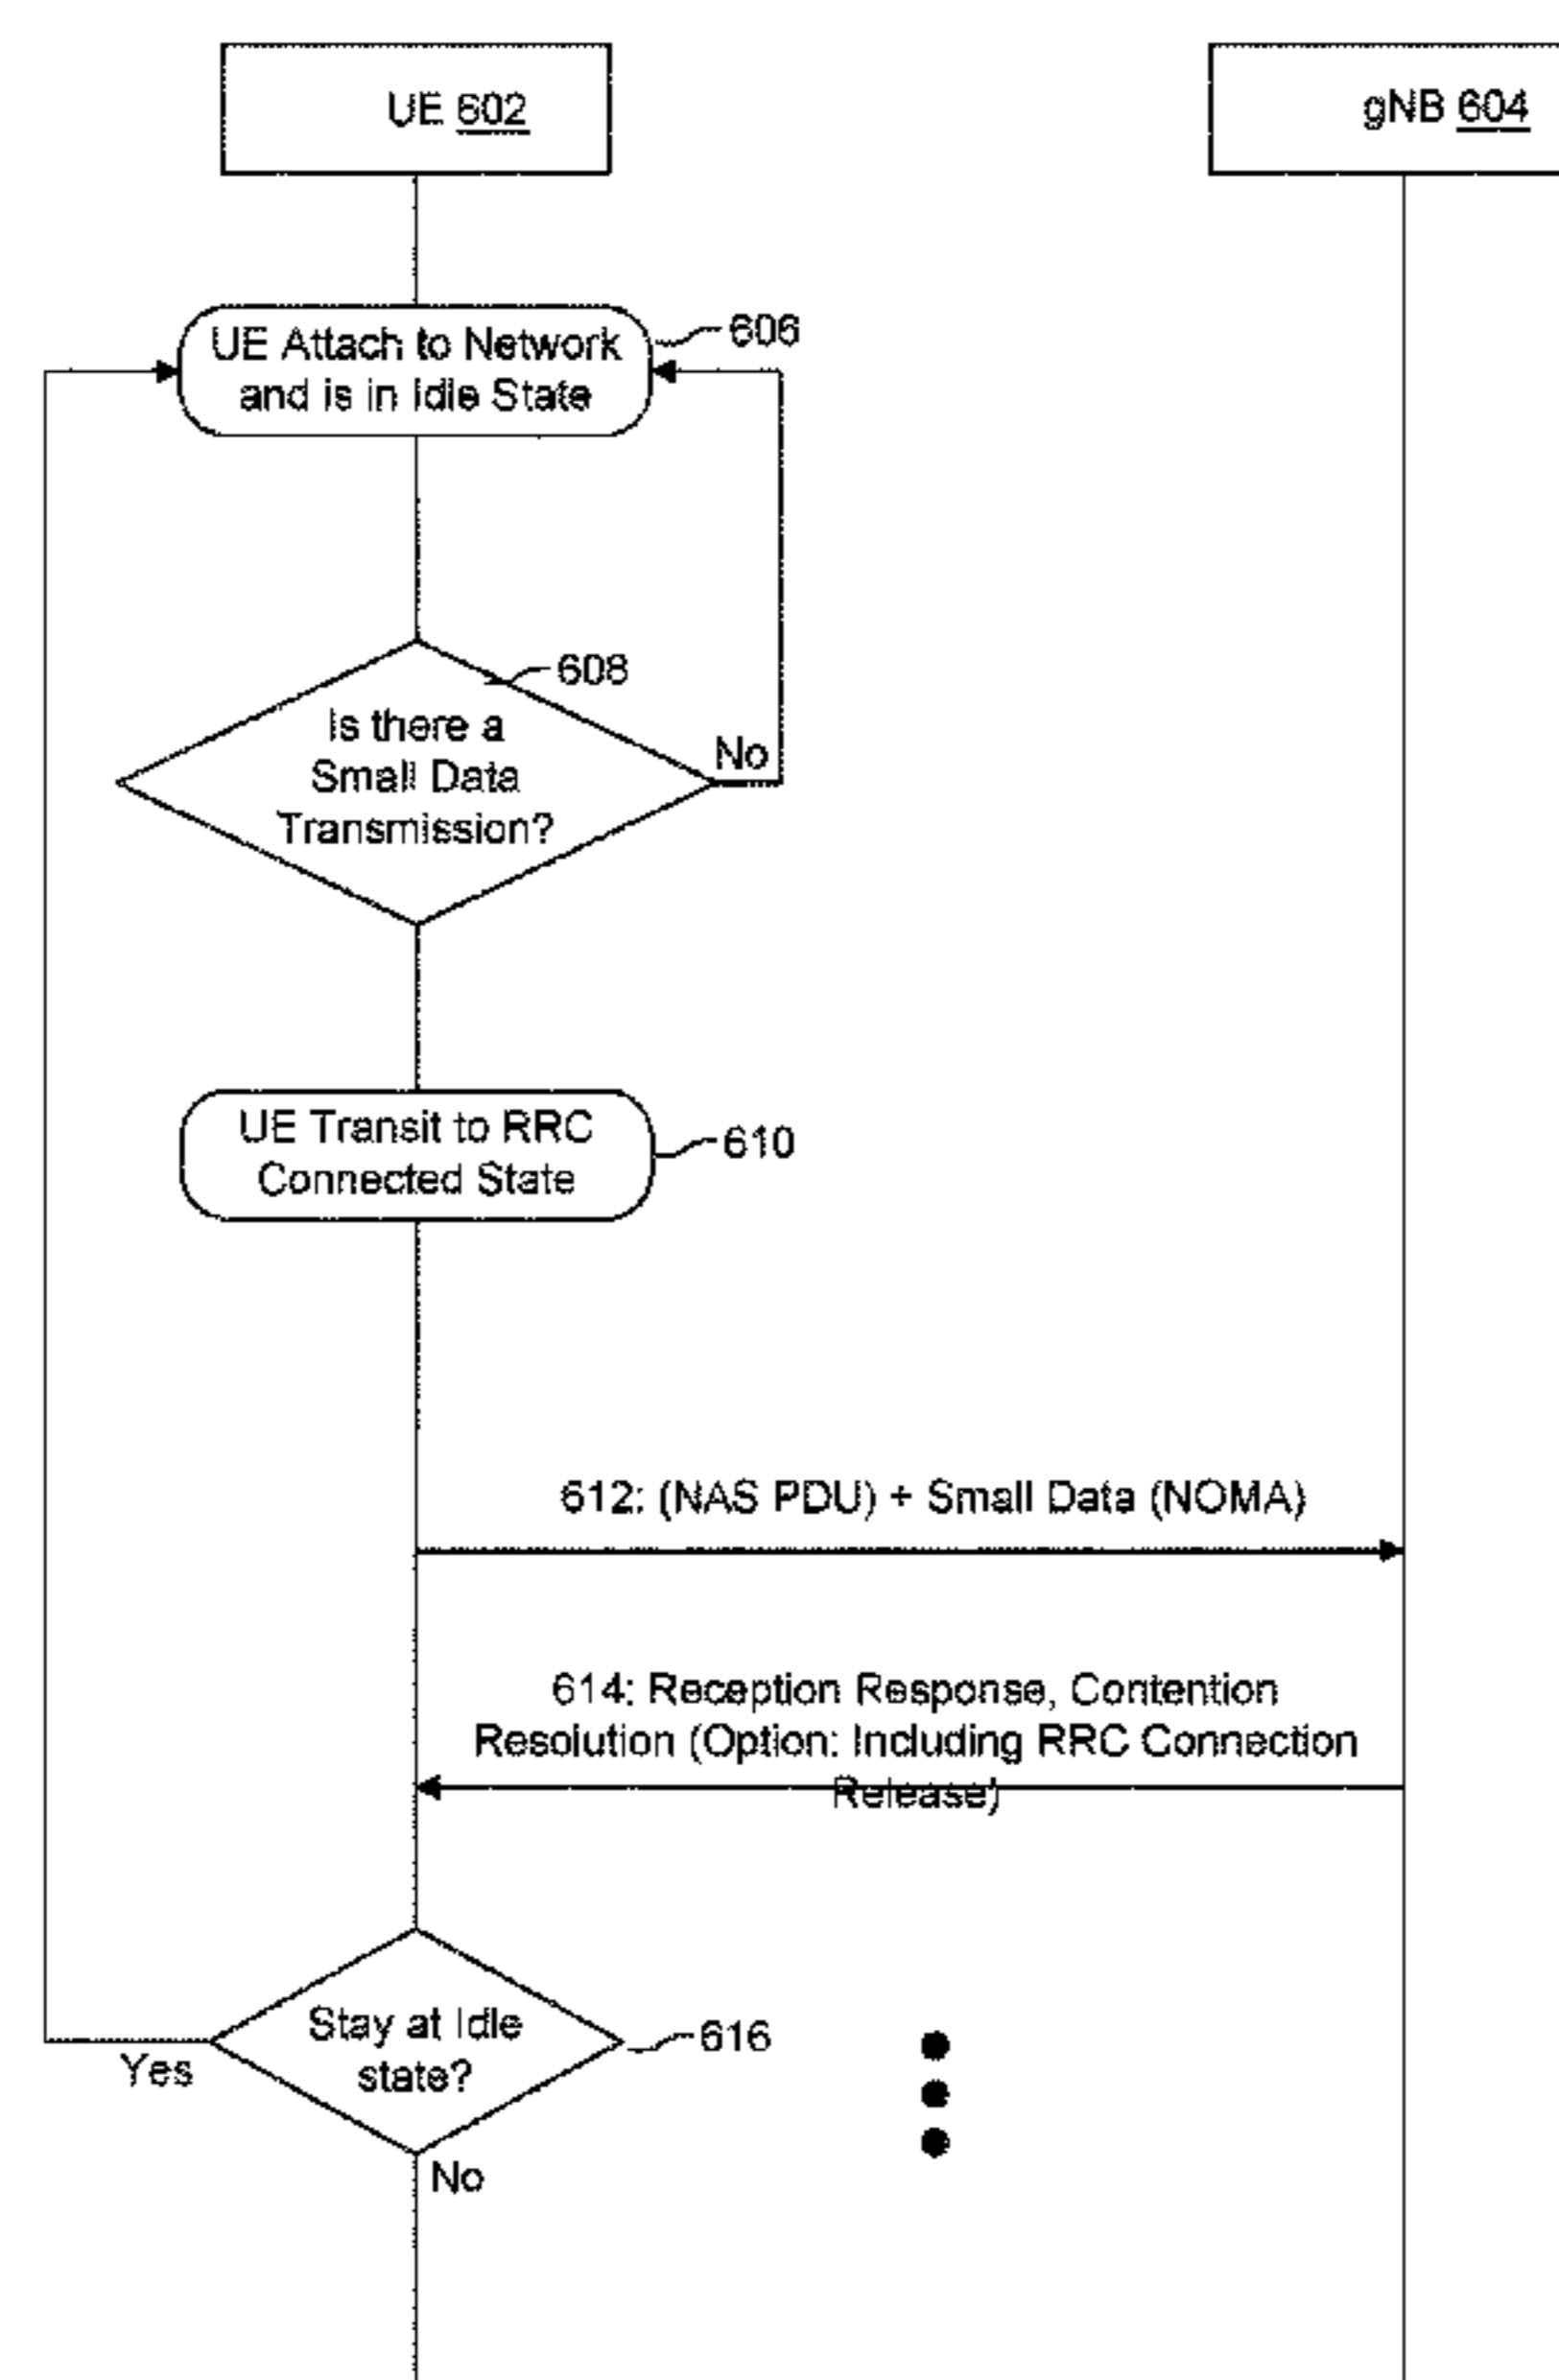 UE 602
gNB 604
UE Attach to Network
and is in Idle State
606
608
Is there a
Small Data
Transmission?
No
UE Transit to RRC
Connected State
610
612: (NAS PDU) + Small Data (NOMA)
614: Reception Response, Contention
Resolution (Option: Including RRC Connection
Release)
Stay at Idle
state?
616
Yes
No